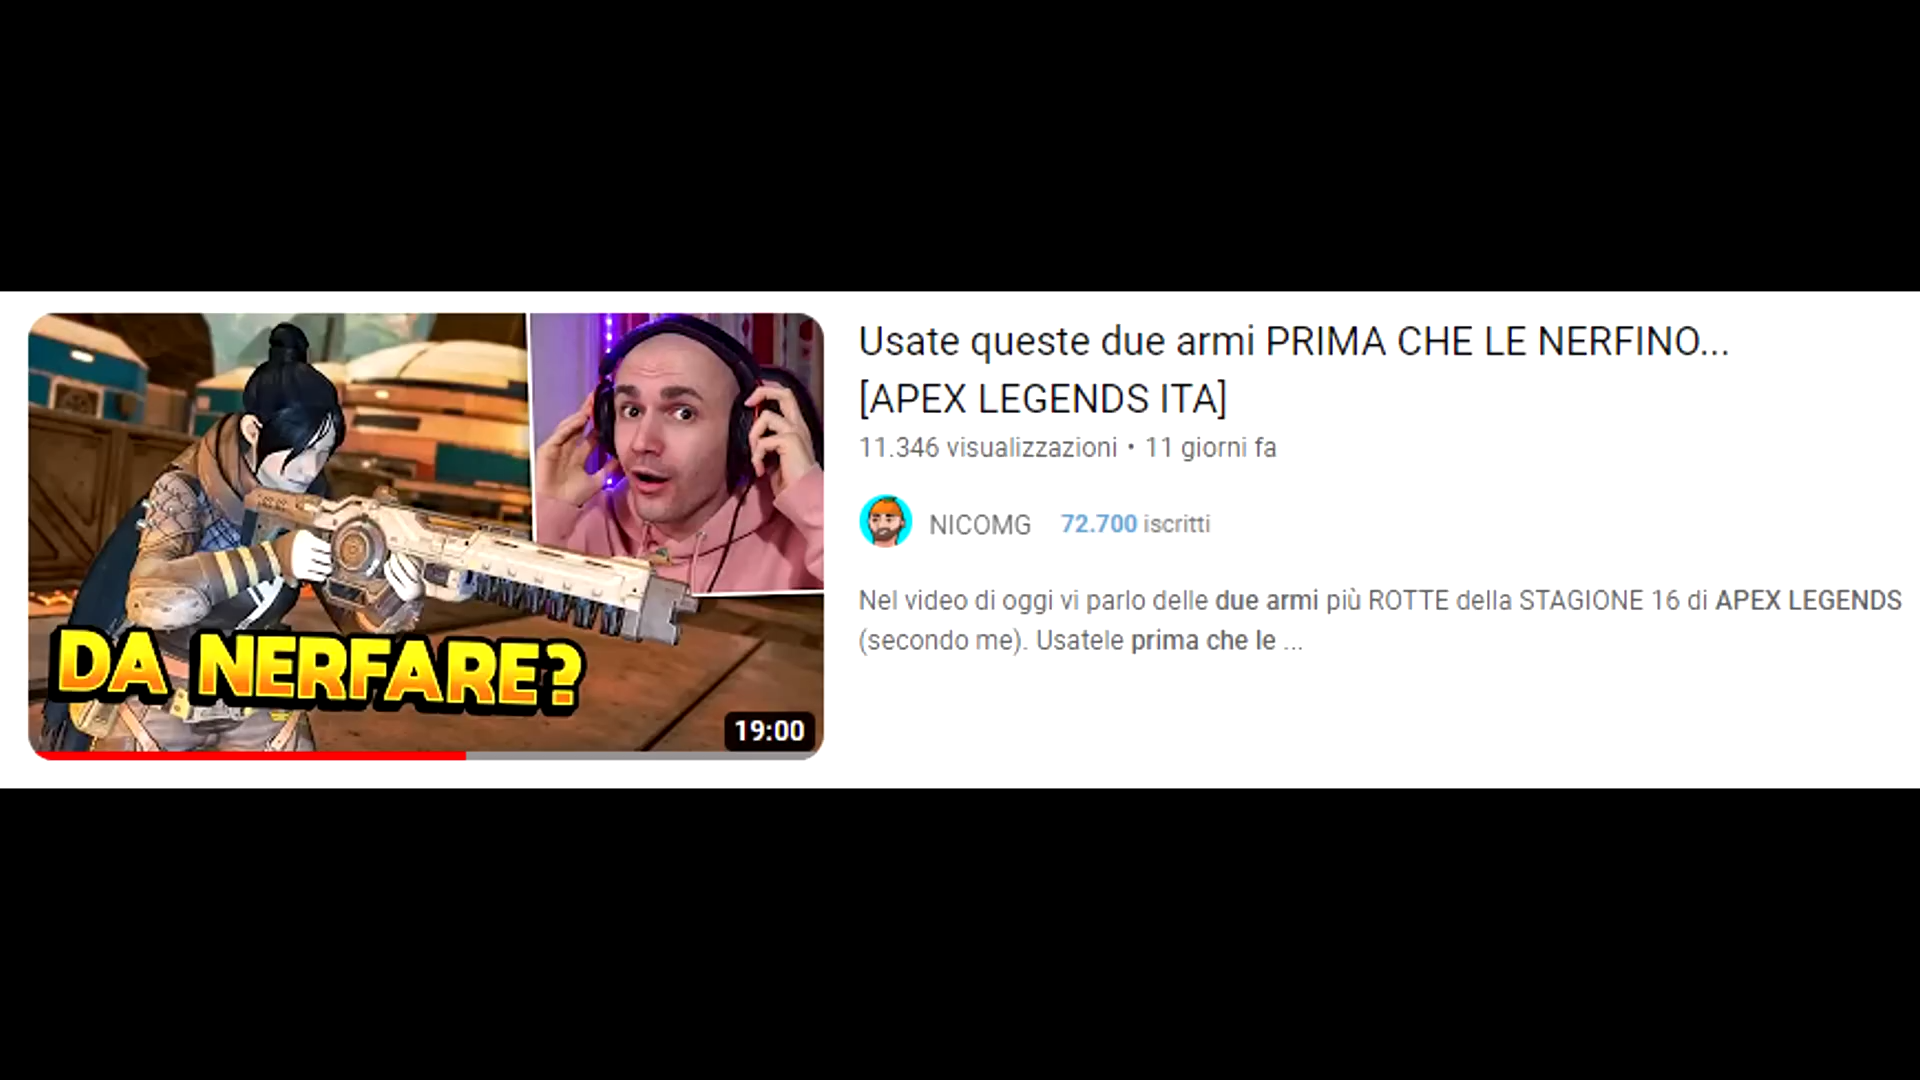 Usate queste due armi PRIMA CHE LE NERFINO...
[APEX LEGENDS ITA]
11.346 visualizzazioni • 11 giorni fa
NICOMG 72.700 iscritti
Nel video di oggi vi parlo delle due armi più ROTTE della STAGIONE 16 di APEX LEGENDS
(secondo me). Usatele prima che le ...
DA NERFARE?
19:00